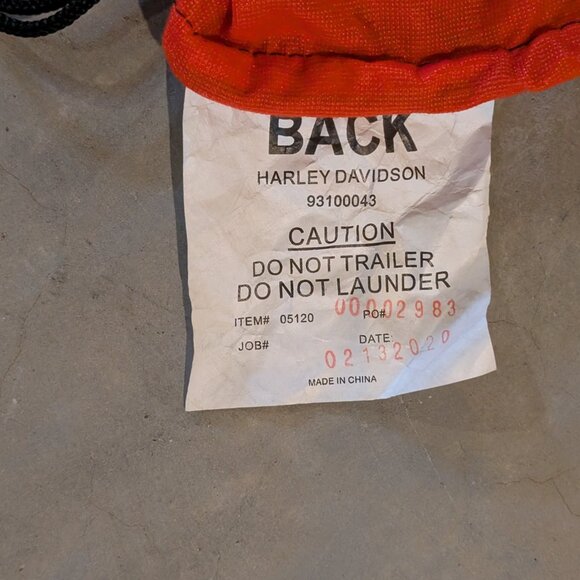 BACK
HARLEY DAVIDSON
93100043
CAUTION
DO NOT TRAILER
DO NOT LAUNDER
ITEM# 05120 PO# 00002983
JOB# DATE: 02132020
MADE IN CHINA